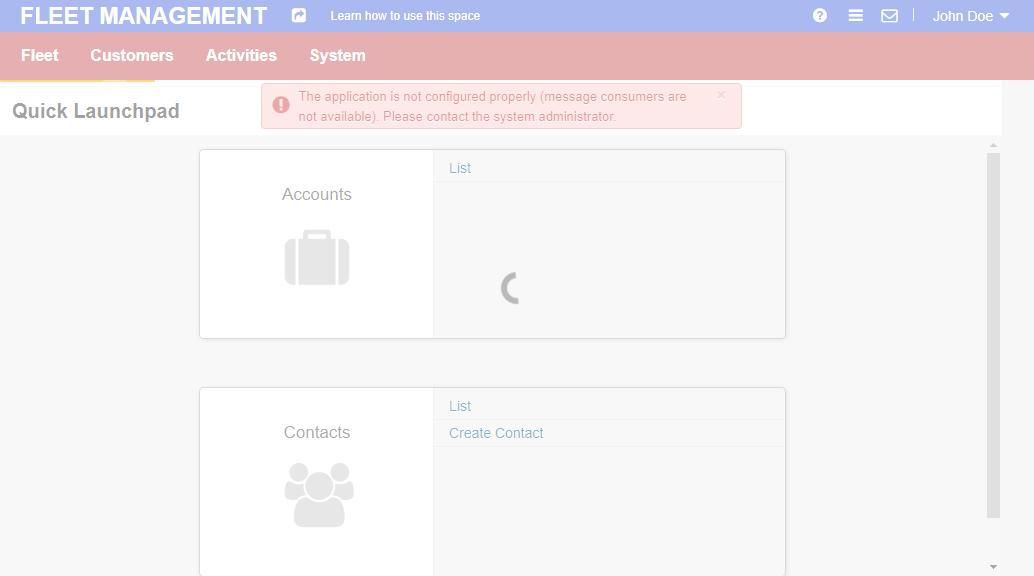 FLEET MANAGEMENT
Learn how to use this space
John Doe
Fleet
Customers
Activities
System
Quick Launchpad
The application is not configured properly (message consumers are
not available). Please contact the system administrator.
Accounts
List
Contacts
List
Create Contact